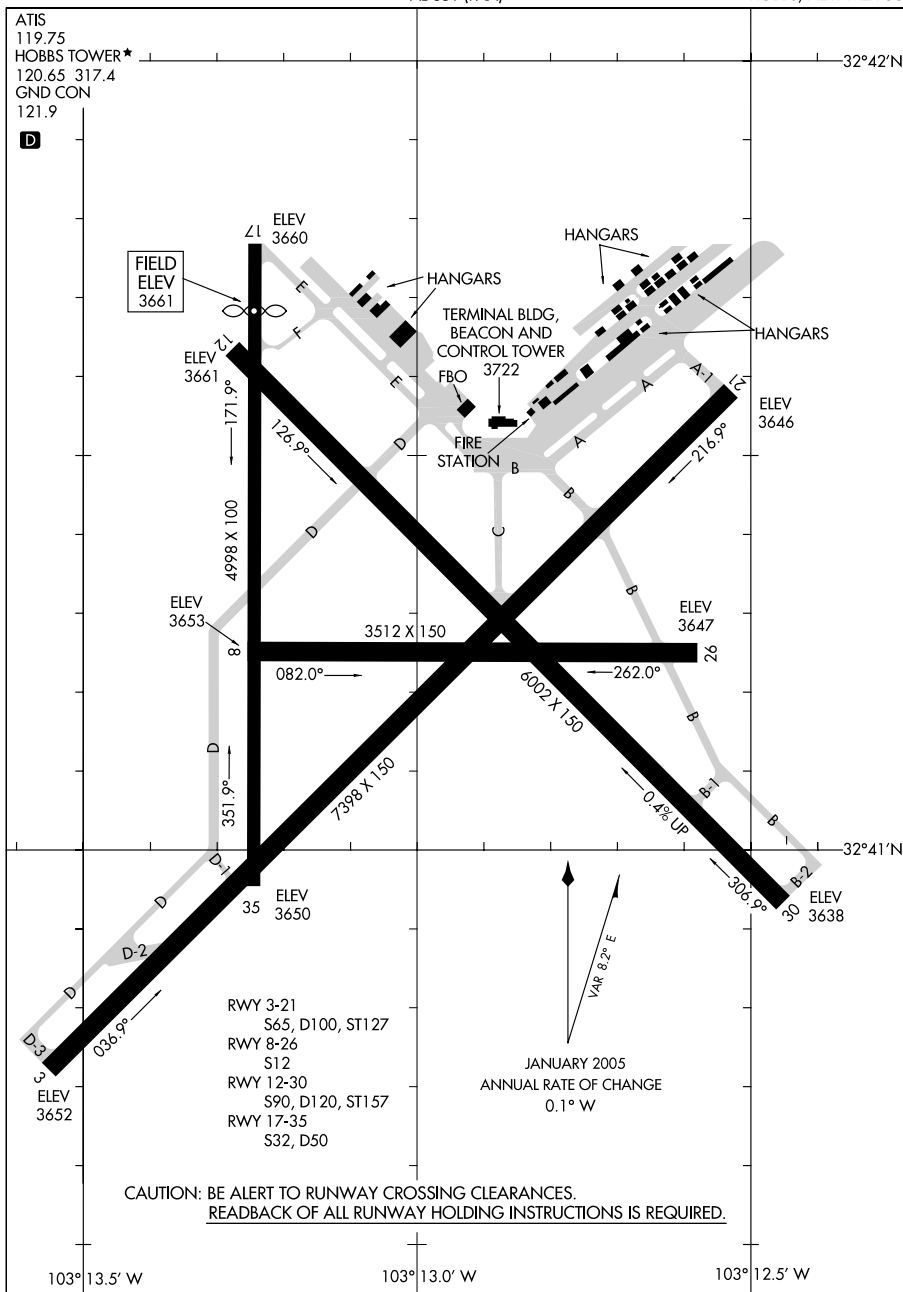 ATIS
119.75
HOBBS TOWER★
120.65 317.4
GND CON
121.9
D
32°42'N
17
ELEV
3660
FIELD
ELEV
3661
HANGARS
HANGARS
HANGARS
TERMINAL BLDG,
BEACON AND
CONTROL TOWER
3722
FBO
FIRE
STATION
E
F
E
12
ELEV
3661
171.9°
126.9°
A-1
A
A
21
ELEV
3646
216.9°
D
B
B
C
D
4998 X 100
B
ELEV
3653
8
3512 X 150
ELEV
3647
26
082.0°
262.0°
6002 X 150
B
D
351.9°
7398 X 150
B-1
0.4% UP
B
32°41'N
D-1
B-2
306.9°
30
ELEV
3638
35
ELEV
3650
D
D-2
D
036.9°
D-3
3
ELEV
3652
VAR 8.2° E
JANUARY 2005
ANNUAL RATE OF CHANGE
0.1° W
RWY 3-21
S65, D100, ST127
RWY 8-26
S12
RWY 12-30
S90, D120, ST157
RWY 17-35
S32, D50
CAUTION: BE ALERT TO RUNWAY CROSSING CLEARANCES.
READBACK OF ALL RUNWAY HOLDING INSTRUCTIONS IS REQUIRED.
103°13.5' W
103°13.0' W
103°12.5' W